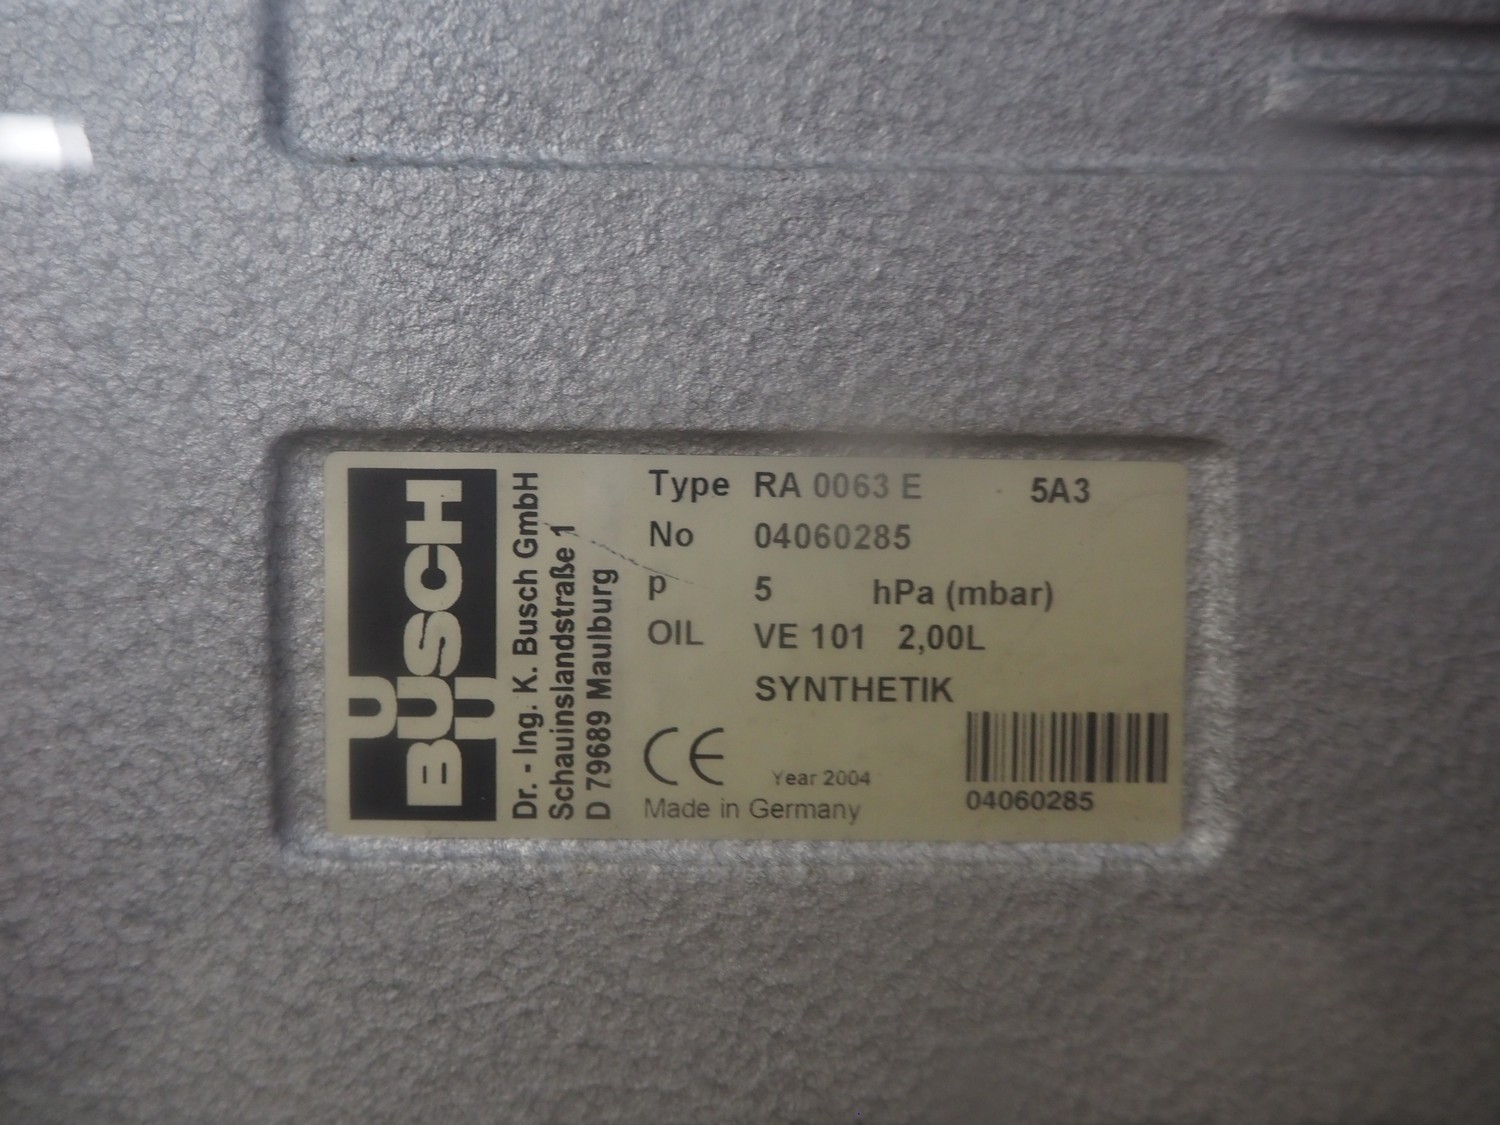 BUSCH
Dr. - Ing. K. Busch GmbH
Schauinslandstraße 1
D 79689 Maulburg
Type RA 0063 E 5A3
No 04060285
p 5 hPa (mbar)
OIL VE 101 2,00L
SYNTHETIK
CE Year 2004
Made in Germany
04060285